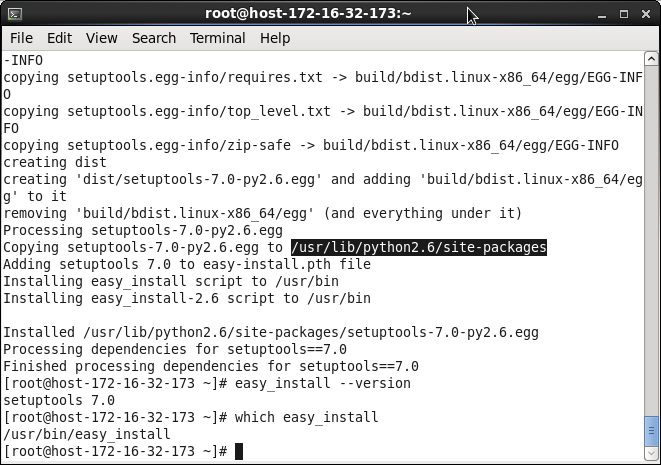 root@host-172-16-32-173:~
File Edit View Search Terminal Help
-INFO
copying setuptools.egg-info/requires.txt -> build/bdist.linux-x86_64/egg/EGG-INF
O
copying setuptools.egg-info/top_level.txt -> build/bdist.linux-x86_64/egg/EGG-IN
FO
copying setuptools.egg-info/zip-safe -> build/bdist.linux-x86_64/egg/EGG-INFO
creating dist
creating 'dist/setuptools-7.0-py2.6.egg' and adding 'build/bdist.linux-x86_64/eg
g' to it
removing 'build/bdist.linux-x86_64/egg' (and everything under it)
Processing setuptools-7.0-py2.6.egg
Copying setuptools-7.0-py2.6.egg to /usr/lib/python2.6/site-packages
Adding setuptools 7.0 to easy-install.pth file
Installing easy_install script to /usr/bin
Installing easy_install-2.6 script to /usr/bin
Installed /usr/lib/python2.6/site-packages/setuptools-7.0-py2.6.egg
Processing dependencies for setuptools==7.0
Finished processing dependencies for setuptools==7.0
[root@host-172-16-32-173 ~]# easy_install --version
setuptools 7.0
[root@host-172-16-32-173 ~]# which easy_install
/usr/bin/easy_install
[root@host-172-16-32-173 ~]#